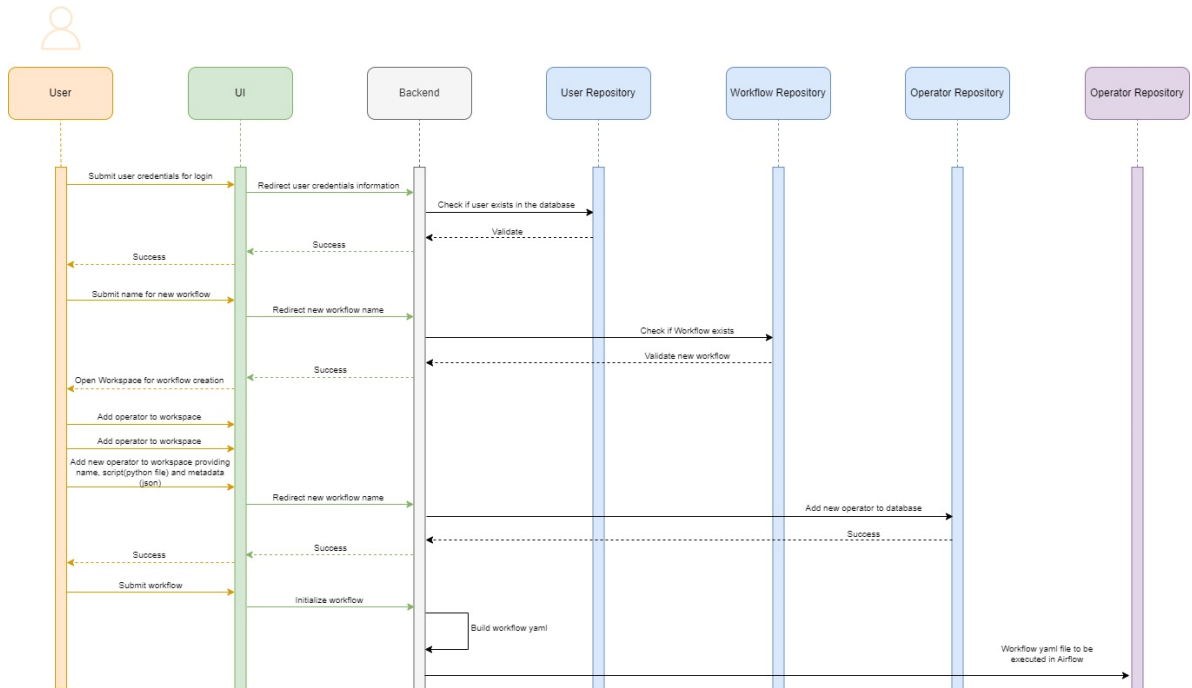 User
UI
Backend
User Repository
Workflow Repository
Operator Repository
Operator Repository
Submit user credentials for login
Redirect user credentials information
Check if user exists in the database
Validate
Success
Success
Submit name for new workflow
Redirect new workflow name
Check if Workflow exists
Validate new workflow
Success
Open Workspace for workflow creation
Add operator to workspace
Add operator to workspace
Add new operator to workspace providing
name, script(python file) and metadata
(json)
Redirect new workflow name
Add new operator to database
Success
Success
Success
Submit workflow
Initialize workflow
Build workflow yaml
Workflow yaml file to be
executed in Airflow